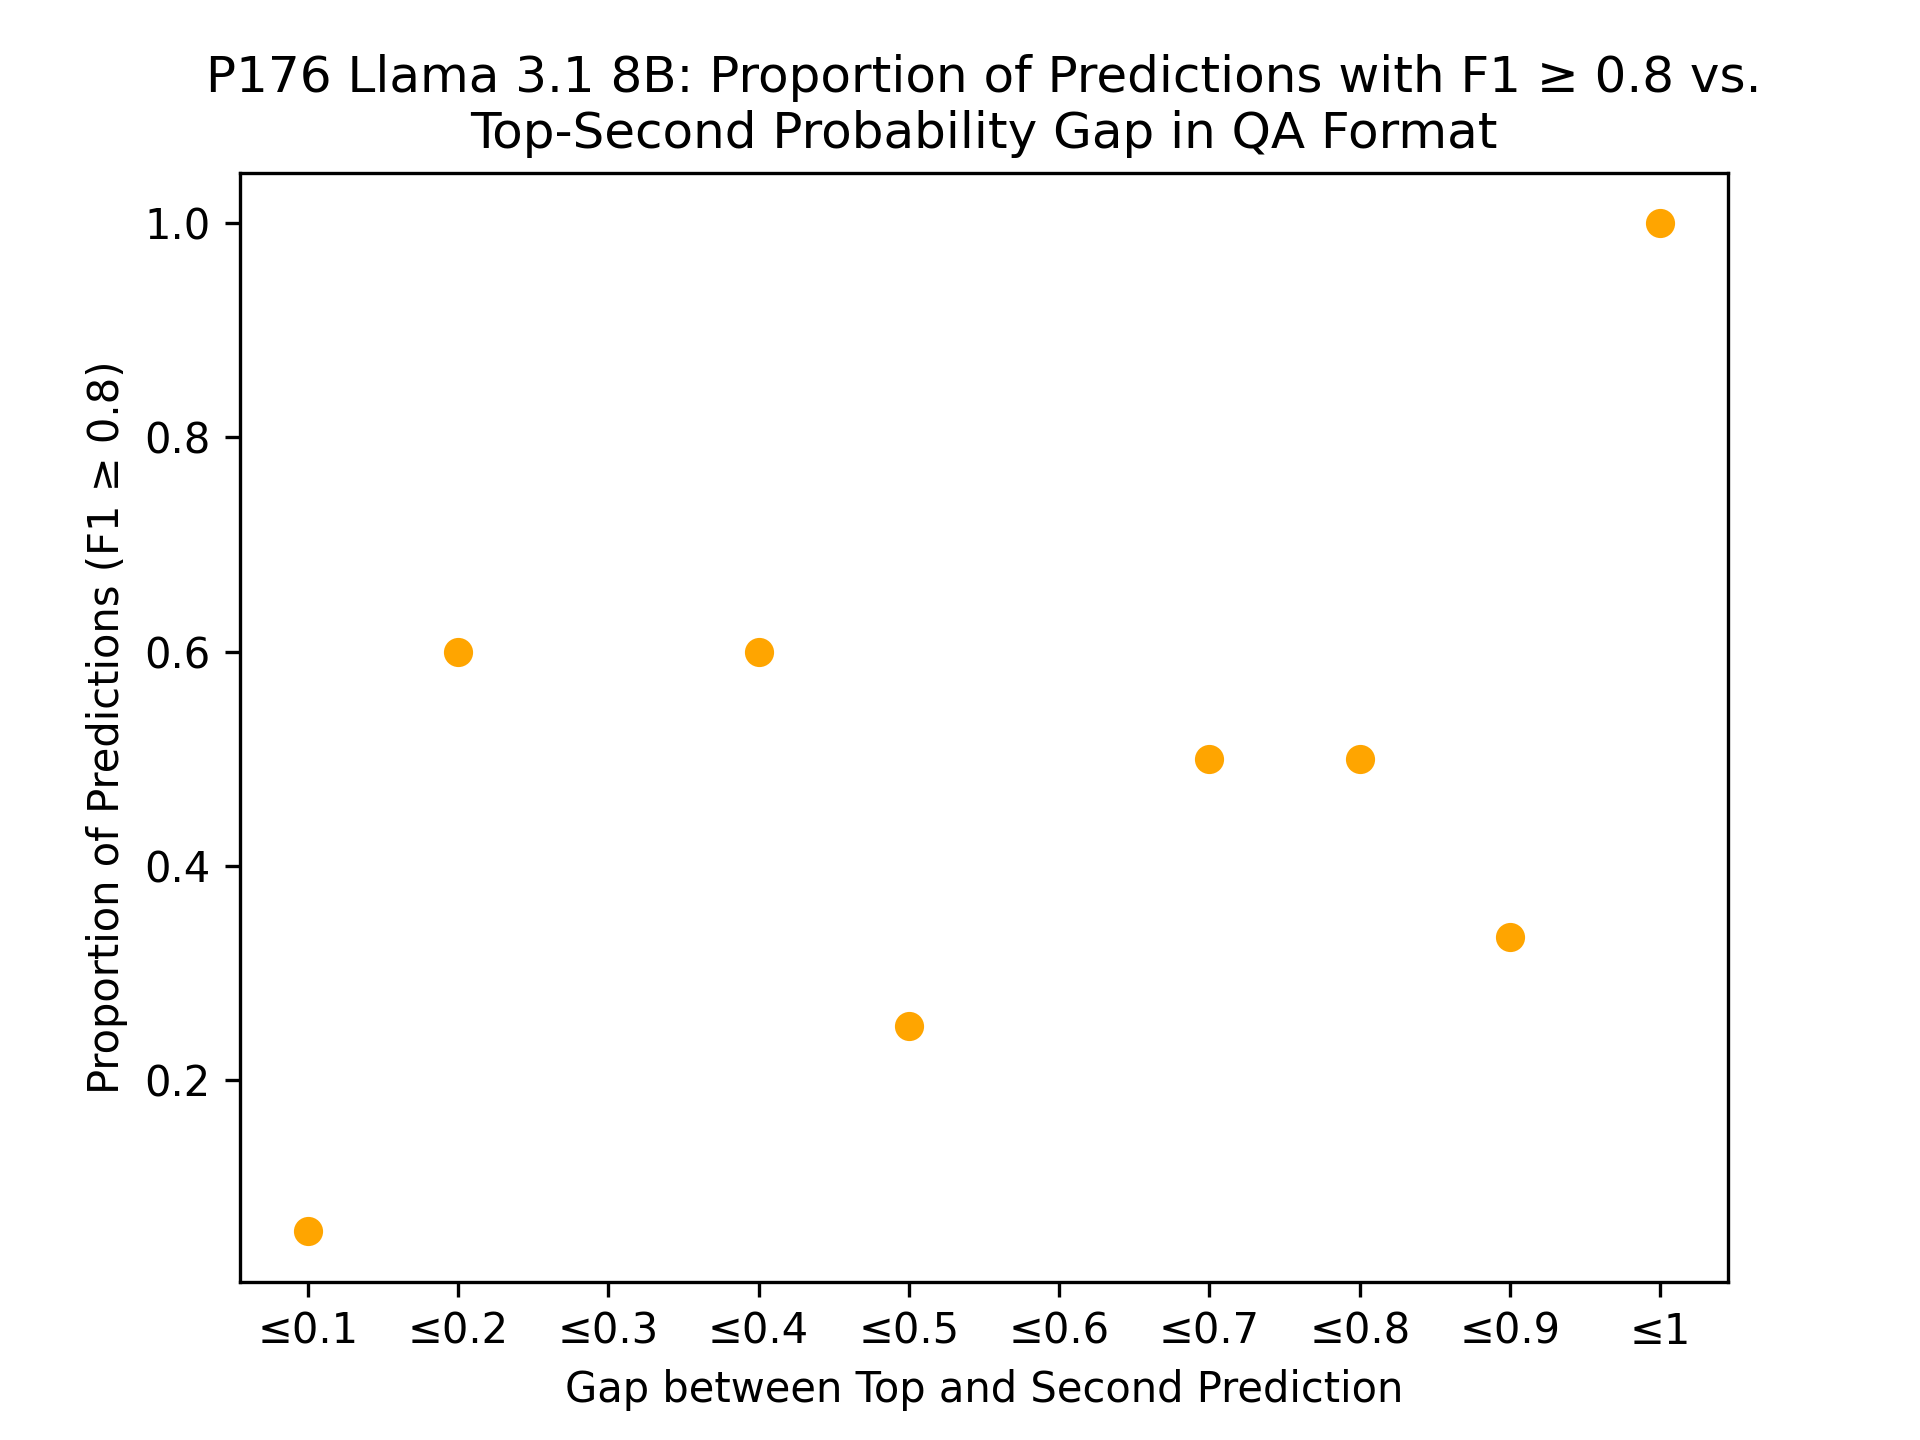 P176 Llama 3.1 8B: Proportion of Predictions with F1 ≥ 0.8 vs.
Top-Second Probability Gap in QA Format
Proportion of Predictions (F1 ≥ 0.8)
1.0
0.8
0.6
0.4
0.2
≤0.1 ≤0.2 ≤0.3 ≤0.4 ≤0.5 ≤0.6 ≤0.7 ≤0.8 ≤0.9 ≤1
Gap between Top and Second Prediction